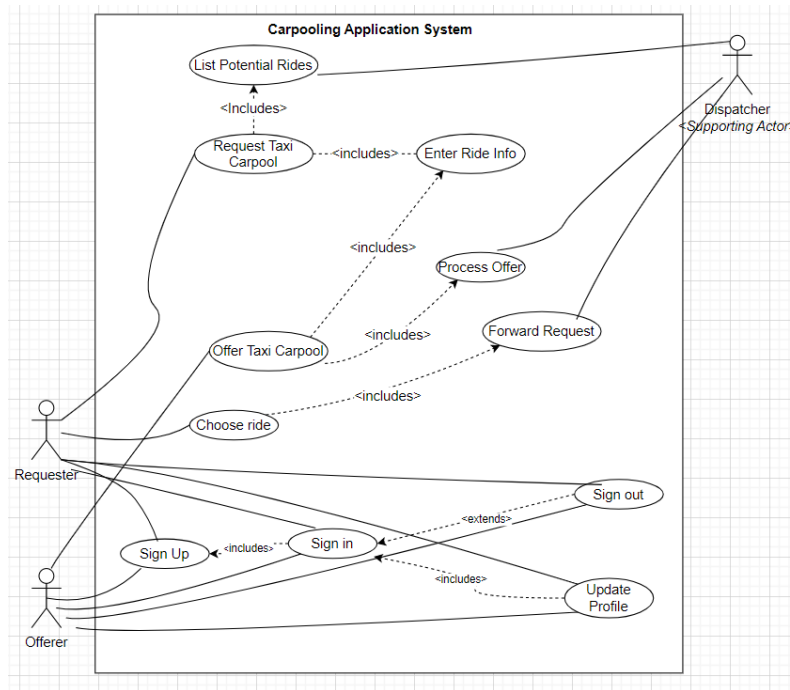 Carpooling Application System
List Potential Rides
Dispatcher
<Supporting Actor>
<Includes>
Request Taxi
Carpool
<includes>
Enter Ride Info
<includes>
Process Offer
<includes>
Forward Request
Offer Taxi Carpool
<includes>
Choose ride
Requester
Sign out
<extends>
Sign in
<includes>
Sign Up
<includes>
Update
Profile
Offerer